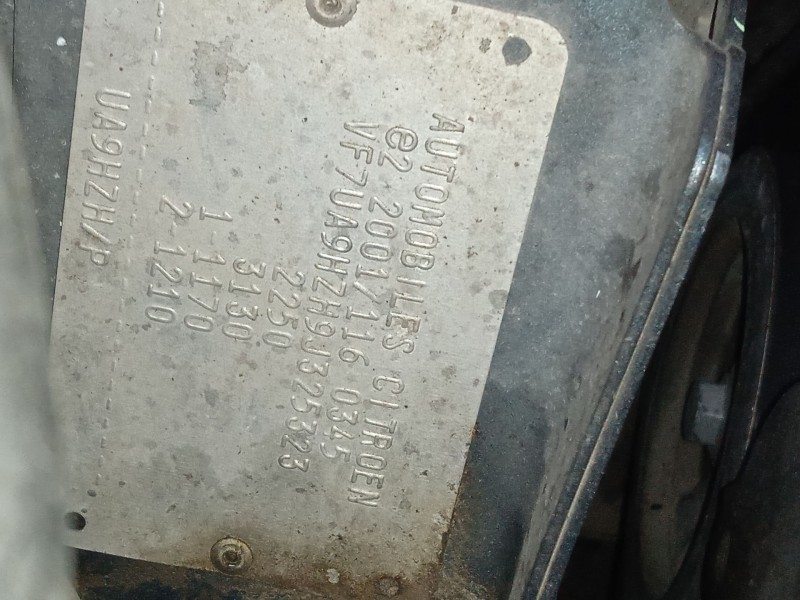 AUTOMOBILES CITROEN
e2*2001/116*0345
VF7UA9HZH9J325323
2250
3130
1-1170
2-1210
UA9HZH/P